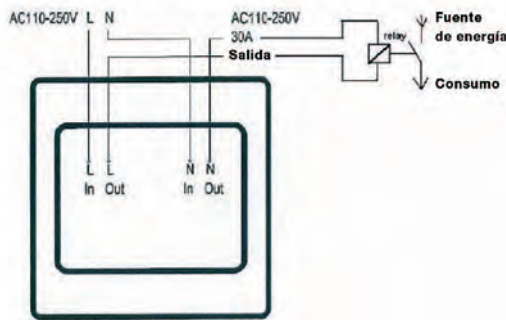 AC110-250V L N
AC110-250V
30A
Salida
relay
Fuente
de energía
Consumo
L L N N
In Out In Out